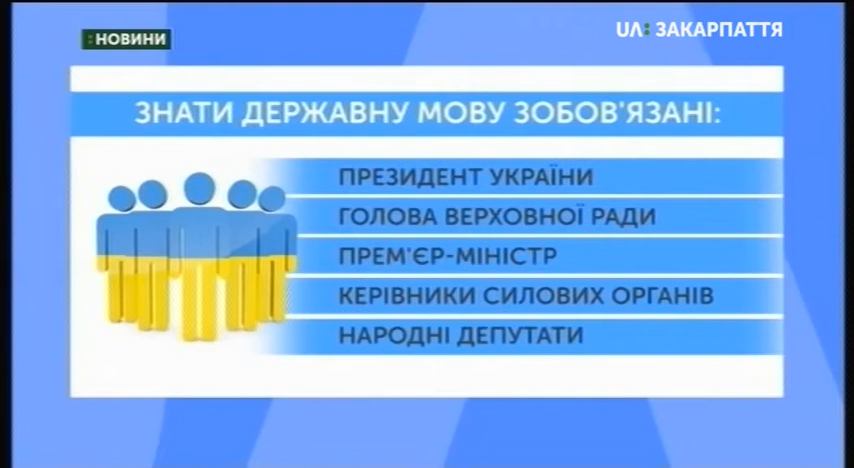 :НОВИНИ
UA: ЗАКАРПАТТЯ
ЗНАТИ ДЕРЖАВНУ МОВУ ЗОБОВ'ЯЗАНІ:
ПРЕЗИДЕНТ УКРАЇНИ
ГОЛОВА ВЕРХОВНОЇ РАДИ
ПРЕМ'ЄР-МІНІСТР
КЕРІВНИКИ СИЛОВИХ ОРГАНІВ
НАРОДНІ ДЕПУТАТИ